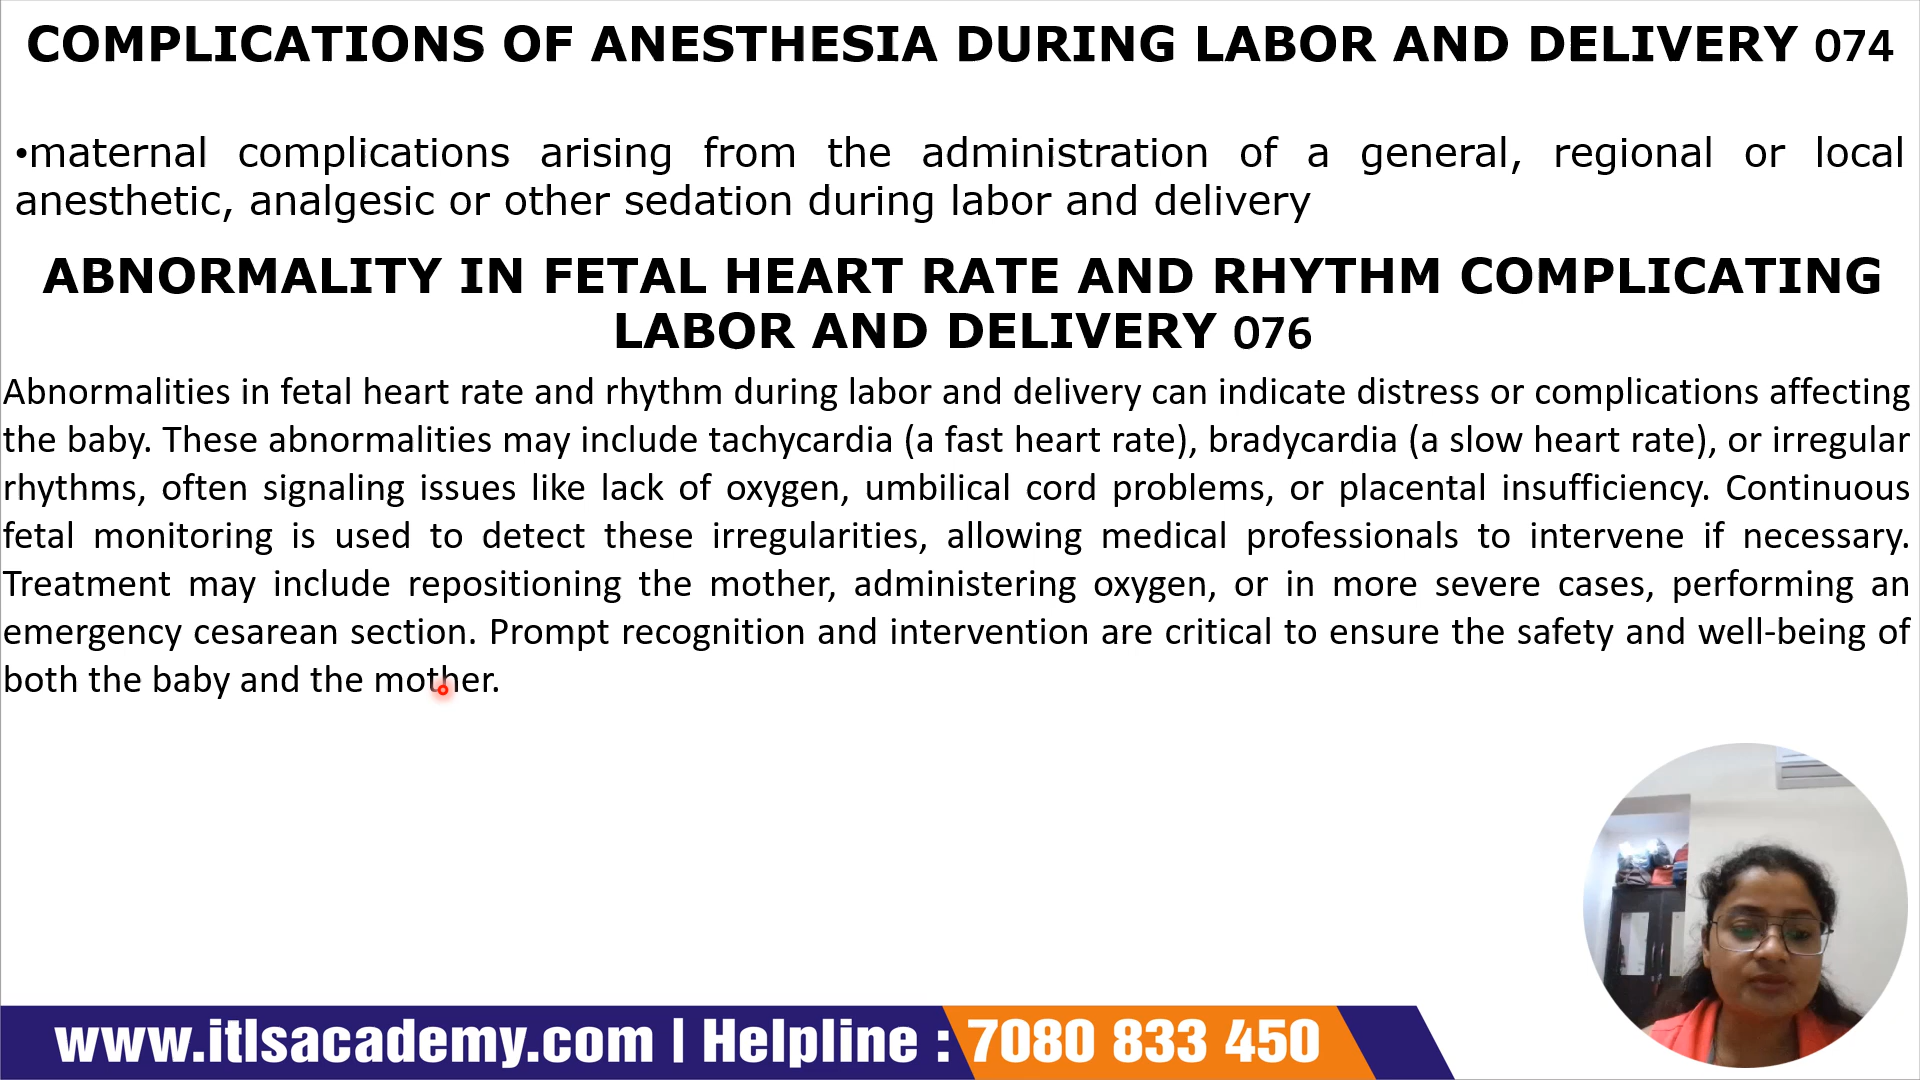 COMPLICATIONS OF ANESTHESIA DURING LABOR AND DELIVERY 074
•maternal complications arising from the administration of a general, regional or local
anesthetic, analgesic or other sedation during labor and delivery
ABNORMALITY IN FETAL HEART RATE AND RHYTHM COMPLICATING
LABOR AND DELIVERY 076
Abnormalities in fetal heart rate and rhythm during labor and delivery can indicate distress or complications affecting
the baby. These abnormalities may include tachycardia (a fast heart rate), bradycardia (a slow heart rate), or irregular
rhythms, often signaling issues like lack of oxygen, umbilical cord problems, or placental insufficiency. Continuous
fetal monitoring is used to detect these irregularities, allowing medical professionals to intervene if necessary.
Treatment may include repositioning the mother, administering oxygen, or in more severe cases, performing an
emergency cesarean section. Prompt recognition and intervention are critical to ensure the safety and well-being of
both the baby and the mother.
www.itlsacademy.com | Helpline : 7080 833 450